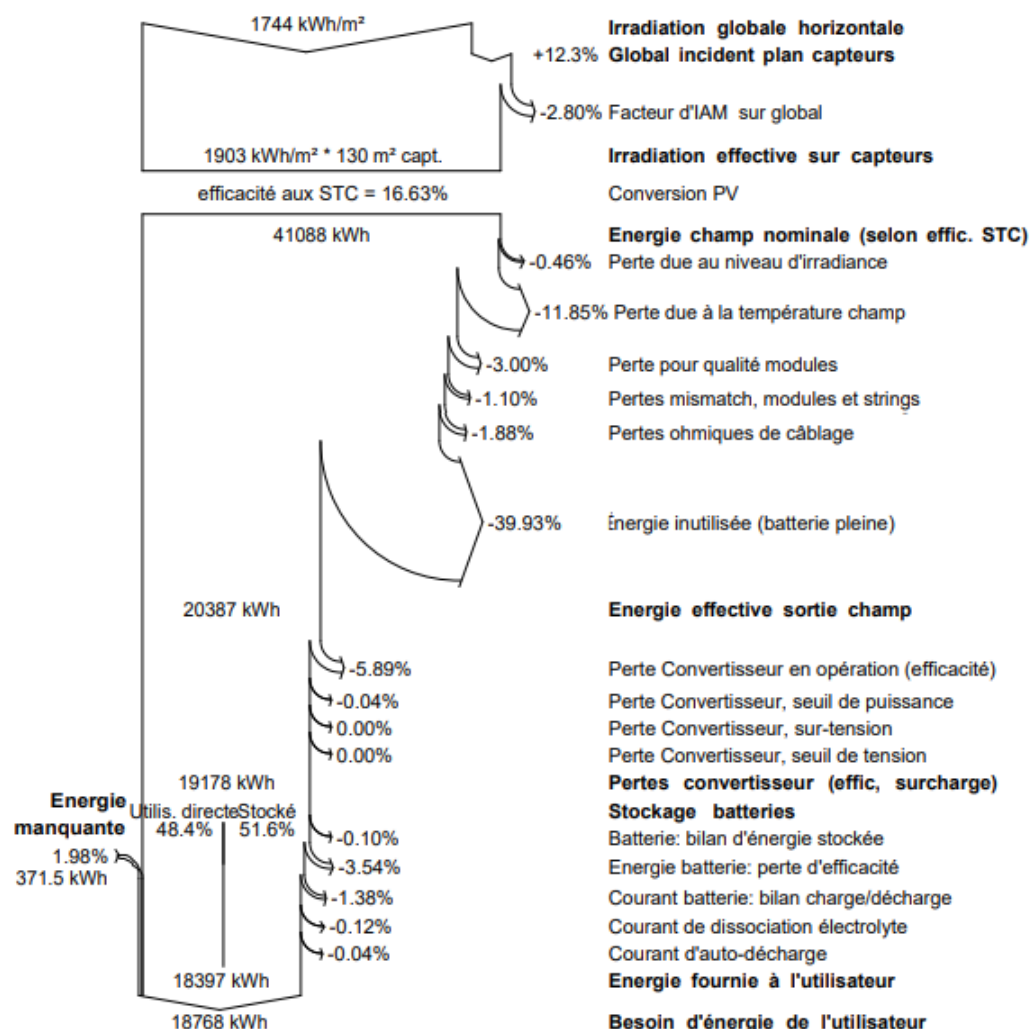 1744 kWh/m² Irradiation globale horizontale
+12.3% Global incident plan capteurs
-2.80% Facteur d'IAM sur global
1903 kWh/m² * 130 m² capt. Irradiation effective sur capteurs
efficacité aux STC = 16.63% Conversion PV
41088 kWh Energie champ nominale (selon effic. STC)
-0.46% Perte due au niveau d'irradiance
-11.85% Perte due à la température champ
-3.00% Perte pour qualité modules
-1.10% Pertes mismatch, modules et strings
-1.88% Pertes ohmiques de câblage
-39.93% Énergie inutilisée (batterie pleine)
20387 kWh Energie effective sortie champ
-5.89% Perte Convertisseur en opération (efficacité)
-0.04% Perte Convertisseur, seuil de puissance
0.00% Perte Convertisseur, sur-tension
0.00% Perte Convertisseur, seuil de tension
19178 kWh Pertes convertisseur (effic, surcharge)
Energie Utilis. directe Stocké Stockage batteries
manquante 48.4% 51.6% -0.10% Batterie: bilan d'énergie stockée
1.98% -3.54% Energie batterie: perte d'efficacité
371.5 kWh -1.38% Courant batterie: bilan charge/décharge
-0.12% Courant de dissociation électrolyte
-0.04% Courant d'auto-décharge
18397 kWh Energie fournie à l'utilisateur
18768 kWh Besoin d'énergie de l'utilisateur